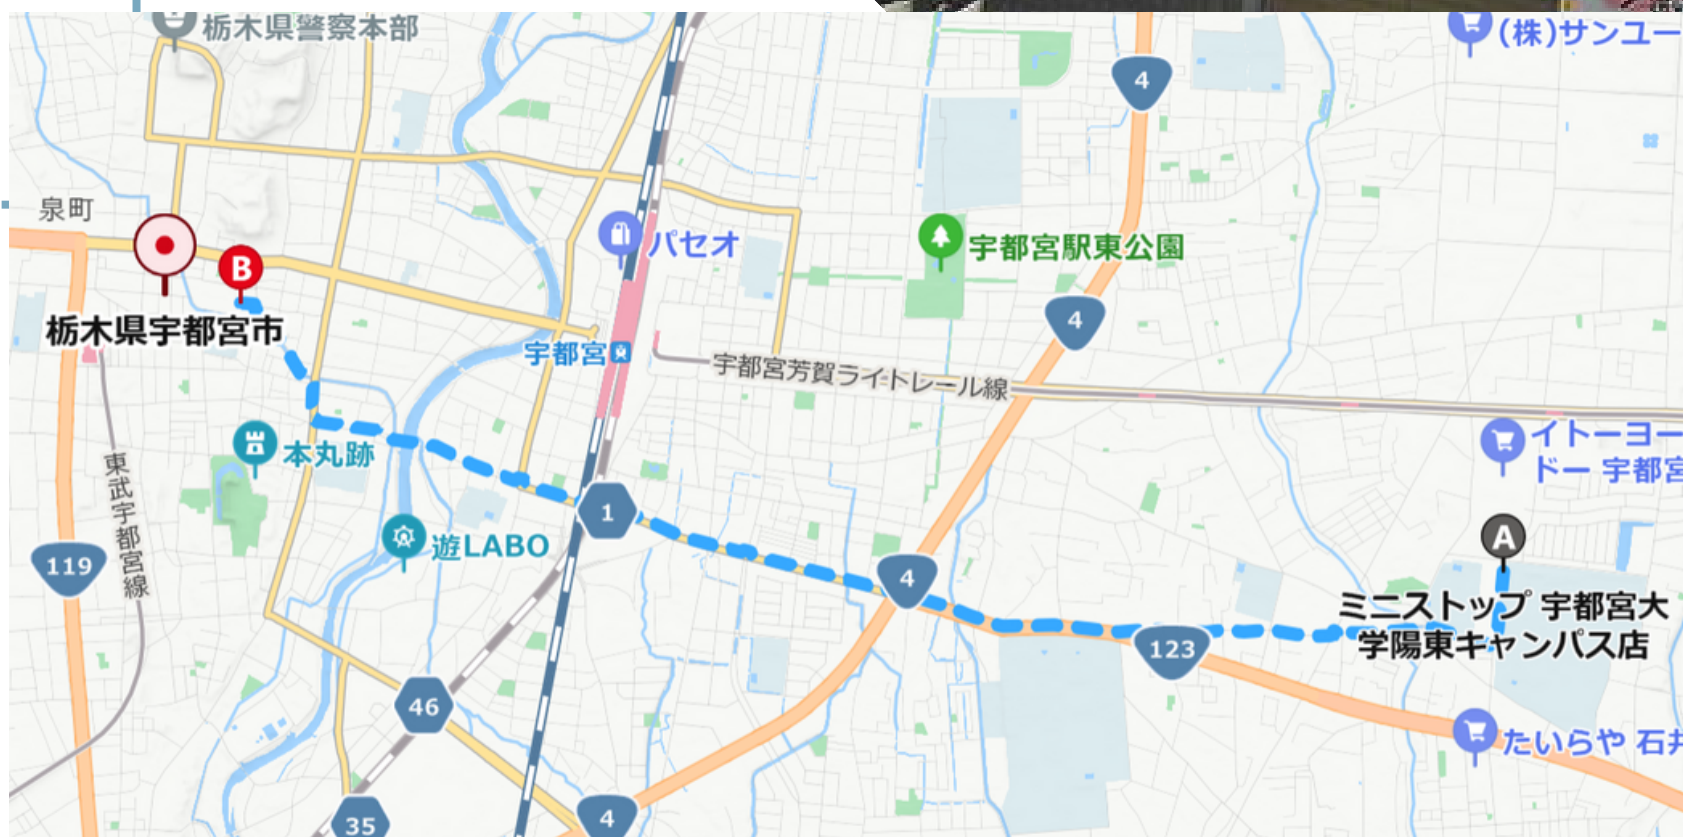 栃木県警察本部
(株)サンユー
4
泉町
パセオ
宇都宮駅東公園
B
栃木県宇都宮市
4
宇都宮
宇都宮芳賀ライトレール線
本丸跡
イトーヨー
ドー 宇都宮
東武宇都宮線
1
遊LABO
A
119
4
ミニストップ 宇都宮大
学陽東キャンパス店
123
46
たいらや 石井
35
4